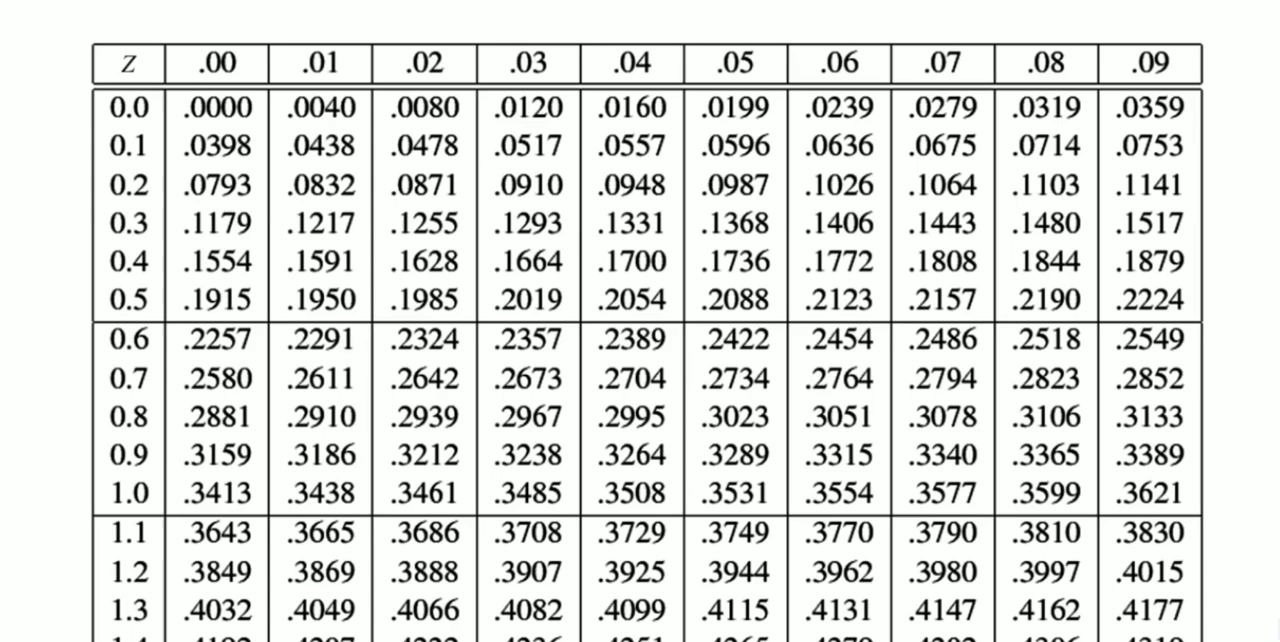 z .00 .01 .02 .03 .04 .05 .06 .07 .08 .09
0.0 .0000 .0040 .0080 .0120 .0160 .0199 .0239 .0279 .0319 .0359
0.1 .0398 .0438 .0478 .0517 .0557 .0596 .0636 .0675 .0714 .0753
0.2 .0793 .0832 .0871 .0910 .0948 .0987 .1026 .1064 .1103 .1141
0.3 .1179 .1217 .1255 .1293 .1331 .1368 .1406 .1443 .1480 .1517
0.4 .1554 .1591 .1628 .1664 .1700 .1736 .1772 .1808 .1844 .1879
0.5 .1915 .1950 .1985 .2019 .2054 .2088 .2123 .2157 .2190 .2224
0.6 .2257 .2291 .2324 .2357 .2389 .2422 .2454 .2486 .2518 .2549
0.7 .2580 .2611 .2642 .2673 .2704 .2734 .2764 .2794 .2823 .2852
0.8 .2881 .2910 .2939 .2967 .2995 .3023 .3051 .3078 .3106 .3133
0.9 .3159 .3186 .3212 .3238 .3264 .3289 .3315 .3340 .3365 .3389
1.0 .3413 .3438 .3461 .3485 .3508 .3531 .3554 .3577 .3599 .3621
1.1 .3643 .3665 .3686 .3708 .3729 .3749 .3770 .3790 .3810 .3830
1.2 .3849 .3869 .3888 .3907 .3925 .3944 .3962 .3980 .3997 .4015
1.3 .4032 .4049 .4066 .4082 .4099 .4115 .4131 .4147 .4162 .4177